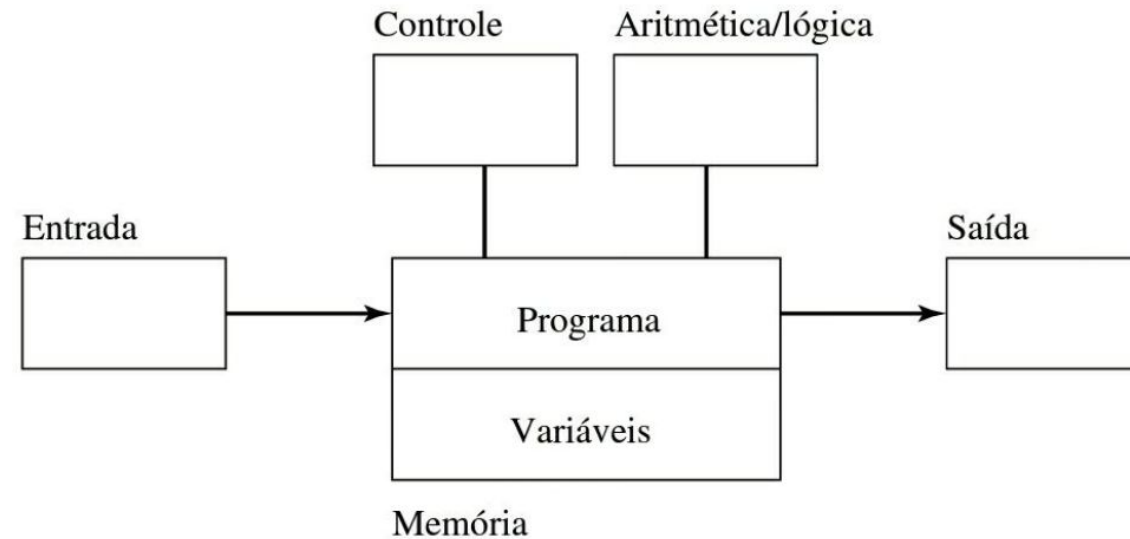 Controle
Aritmética/lógica
Entrada
Saída
Programa
Variáveis
Memória